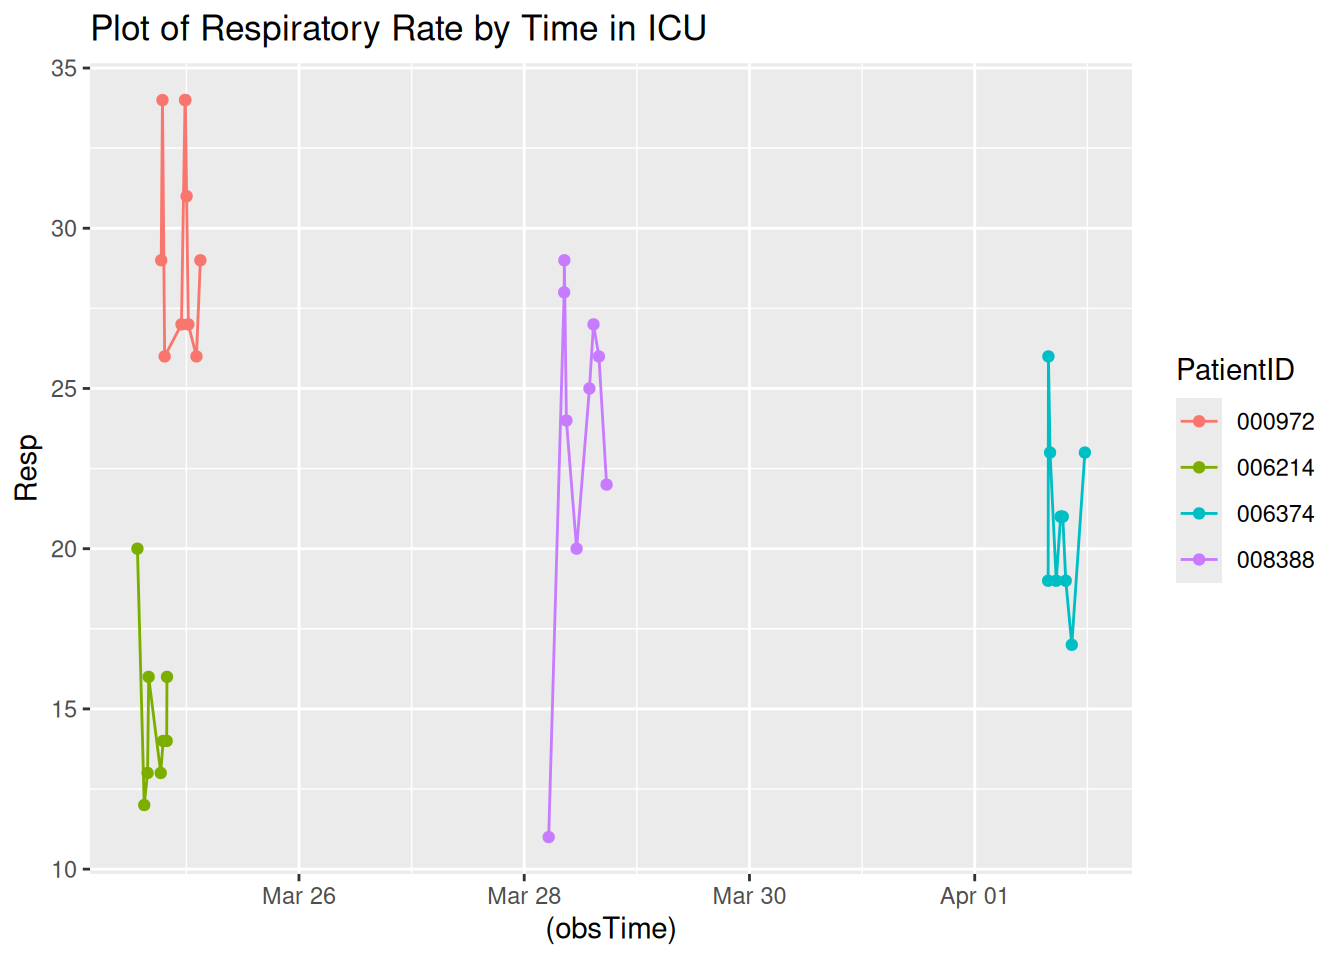 Plot of Respiratory Rate by Time in ICU
35
30
25
20
15
10
Resp
Mar 26
Mar 28
Mar 30
Apr 01
(obsTime)
PatientID
000972
006214
006374
008388